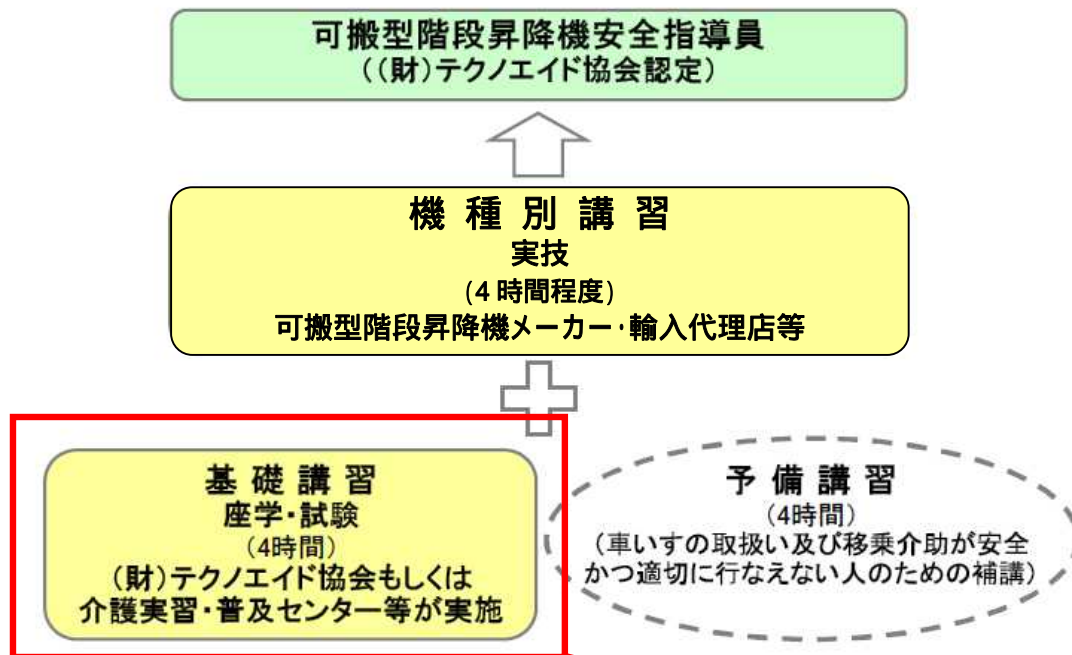 可搬型階段昇降機安全指導員
((財)テクノエイド協会認定)
機種別講習
実技
(4時間程度)
可搬型階段昇降機メーカー・輸入代理店等
基礎講習
座学・試験
(4時間)
(財)テクノエイド協会もしくは
介護実習・普及センター等が実施
予備講習
(4時間)
(車いすの取扱い及び移乗介助が安全
かつ適切に行なえない人のための補講)